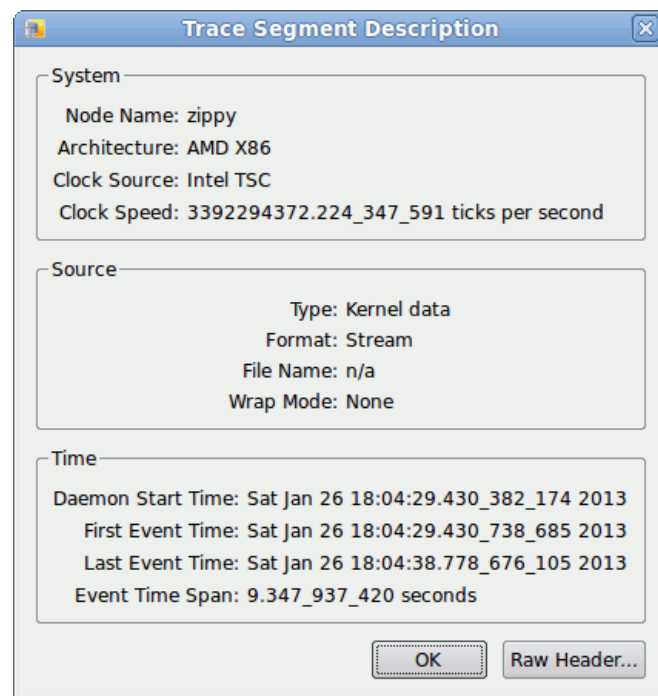 Trace Segment Description
System
Node Name: zippy
Architecture: AMD X86
Clock Source: Intel TSC
Clock Speed: 3392294372.224_347_591 ticks per second
Source
Type: Kernel data
Format: Stream
File Name: n/a
Wrap Mode: None
Time
Daemon Start Time: Sat Jan 26 18:04:29.430_382_174 2013
First Event Time: Sat Jan 26 18:04:29.430_738_685 2013
Last Event Time: Sat Jan 26 18:04:38.778_676_105 2013
Event Time Span: 9.347_937_420 seconds
OK Raw Header...